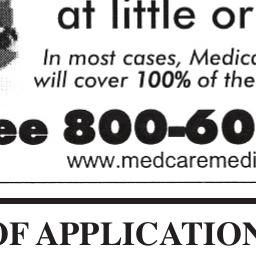 at little or
In most cases, Medica
will cover 100% of the
ee 800-60
www.medcaremedi
OF APPLICATION